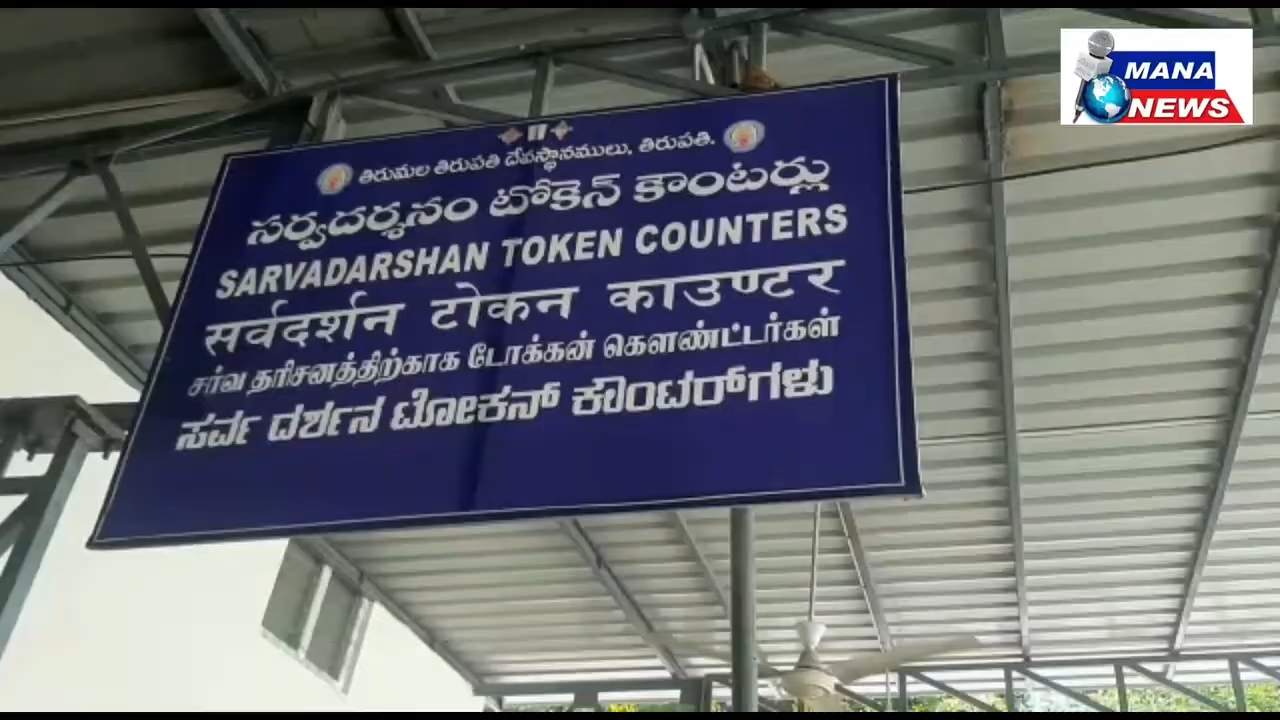 MANA
NEWS
తిరుమల తిరుపతి దేవస్థానములు, తిరుపతి.
సర్వదర్శనం టోకెన్ కౌంటర్లు
SARVADARSHAN TOKEN COUNTERS
सर्वदर्शन टोकन काउण्टर
சர்வ தரிசனத்திற்காக டோக்கன் கௌண்ட்டர்கள்
ಸರ್ವ ದರ್ಶನ ಟೋಕನ್ ಕೌಂಟರ್‌ಗಳು